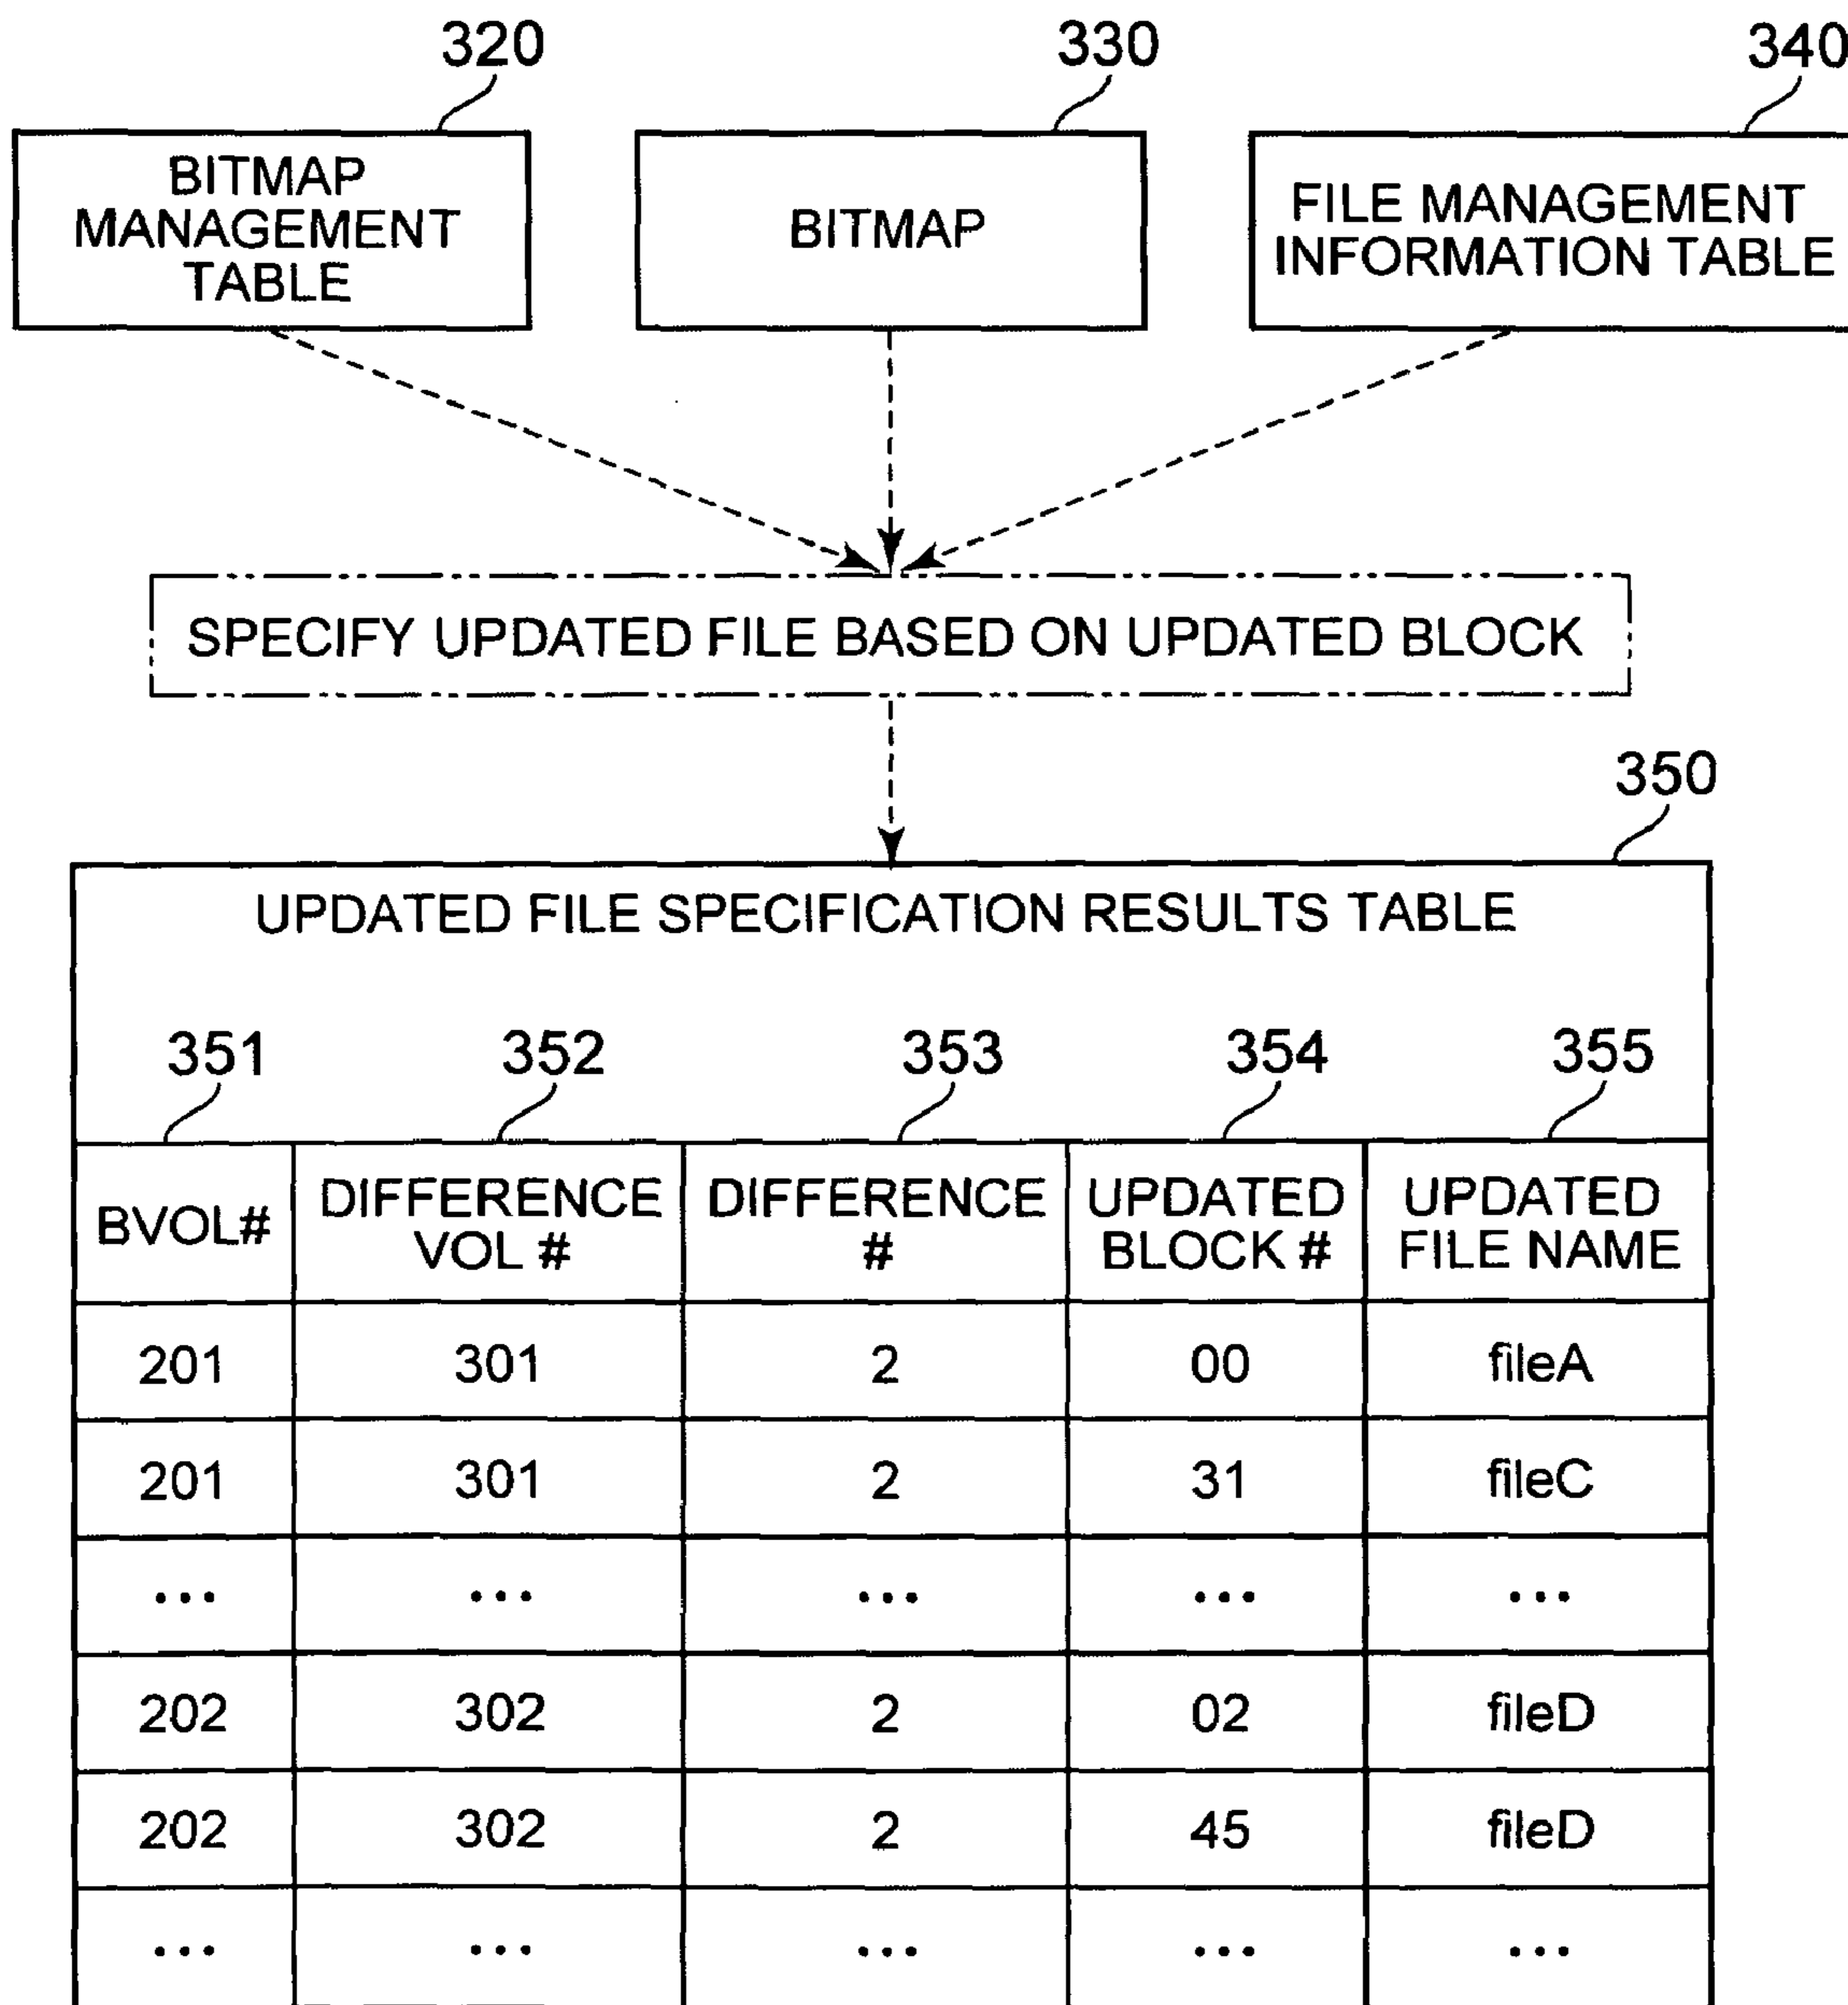 320
330
340
BITMAP
MANAGEMENT
TABLE
BITMAP
FILE MANAGEMENT
INFORMATION TABLE
SPECIFY UPDATED FILE BASED ON UPDATED BLOCK
350
UPDATED FILE SPECIFICATION RESULTS TABLE
351 352 353 354 355
BVOL#
DIFFERENCE
VOL #
DIFFERENCE
#
UPDATED
BLOCK #
UPDATED
FILE NAME
201 301 2 00 fileA
201 301 2 31 fileC
... ... ... ... ...
202 302 2 02 fileD
202 302 2 45 fileD
... ... ... ... ...